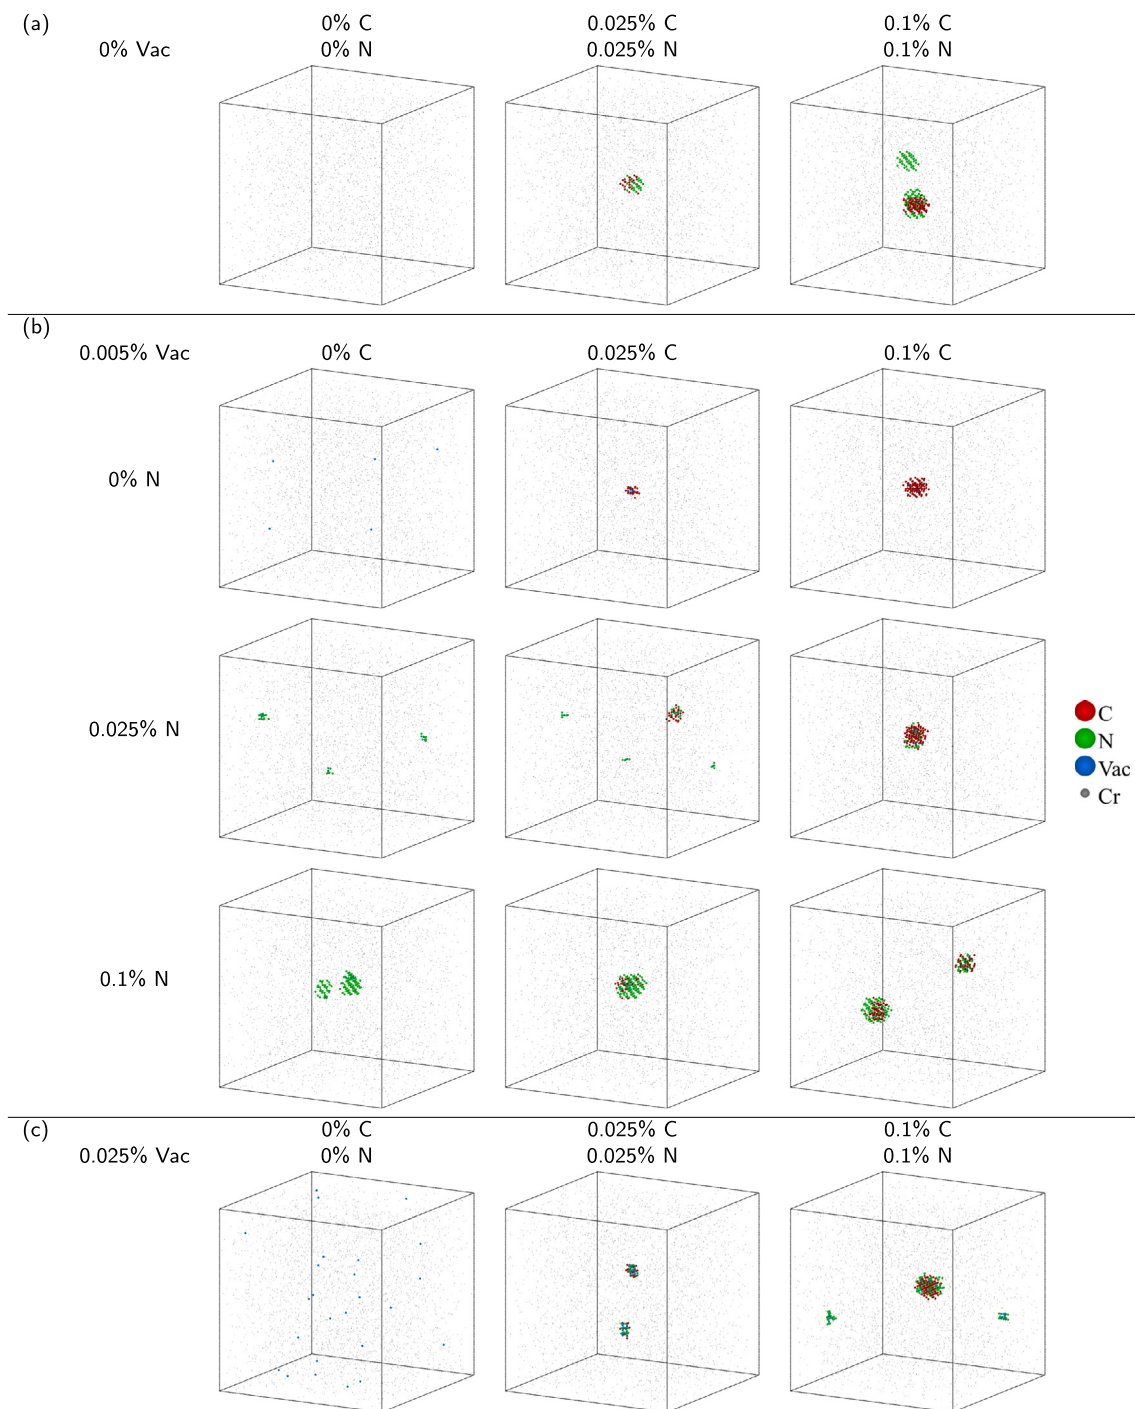 (a)
0% C 0.025% C 0.1% C
0% Vac 0% N 0.025% N 0.1% N
(b)
0.005% Vac 0% C 0.025% C 0.1% C
0% N
0.025% N
C
N
Vac
Cr
0.1% N
(c)
0% C 0.025% C 0.1% C
0.025% Vac 0% N 0.025% N 0.1% N